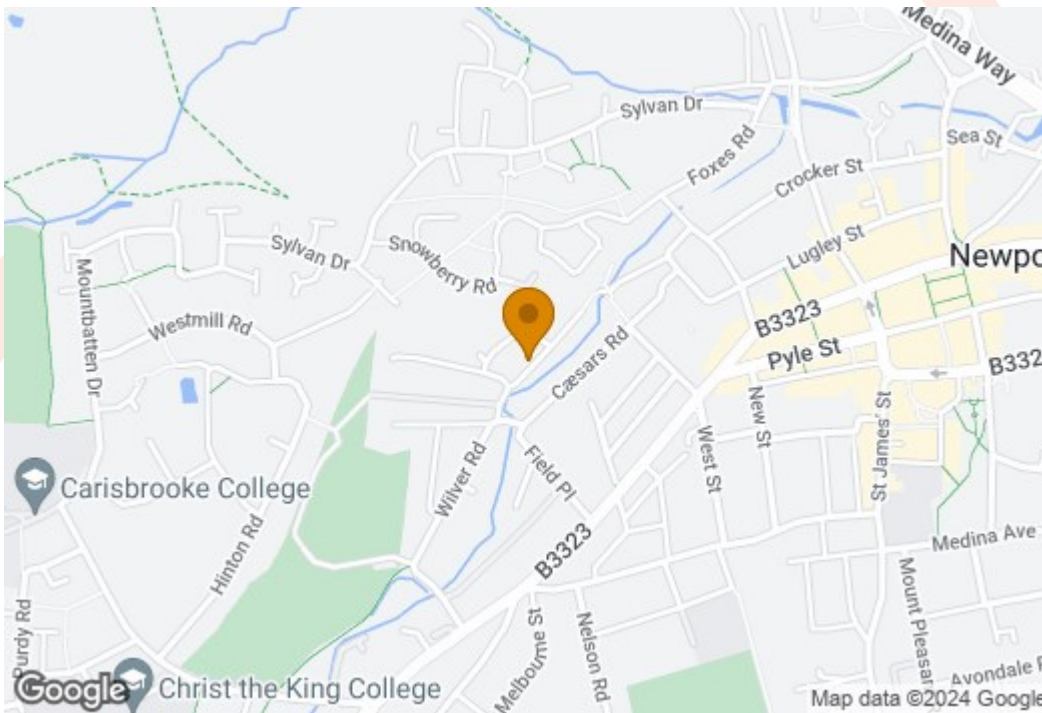 Medina Way
Sylvan Dr
Foxes Rd
Sea St
Crocker St
Sylvan Dr
Snowberry Rd
Lugley St
Newpo
Mountbatten Dr
Westmill Rd
B3323
Pyle St
B332
Cæsars Rd
New St
West St
St James' St
Field Pl
Wilver Rd
Carisbrooke College
Hinton Rd
B3323
Medina Ave
Mount Pleasan
Melbourne St
Nelson Rd
Purdy Rd
Avondale R
Christ the King College
Google
Map data ©2024 Google